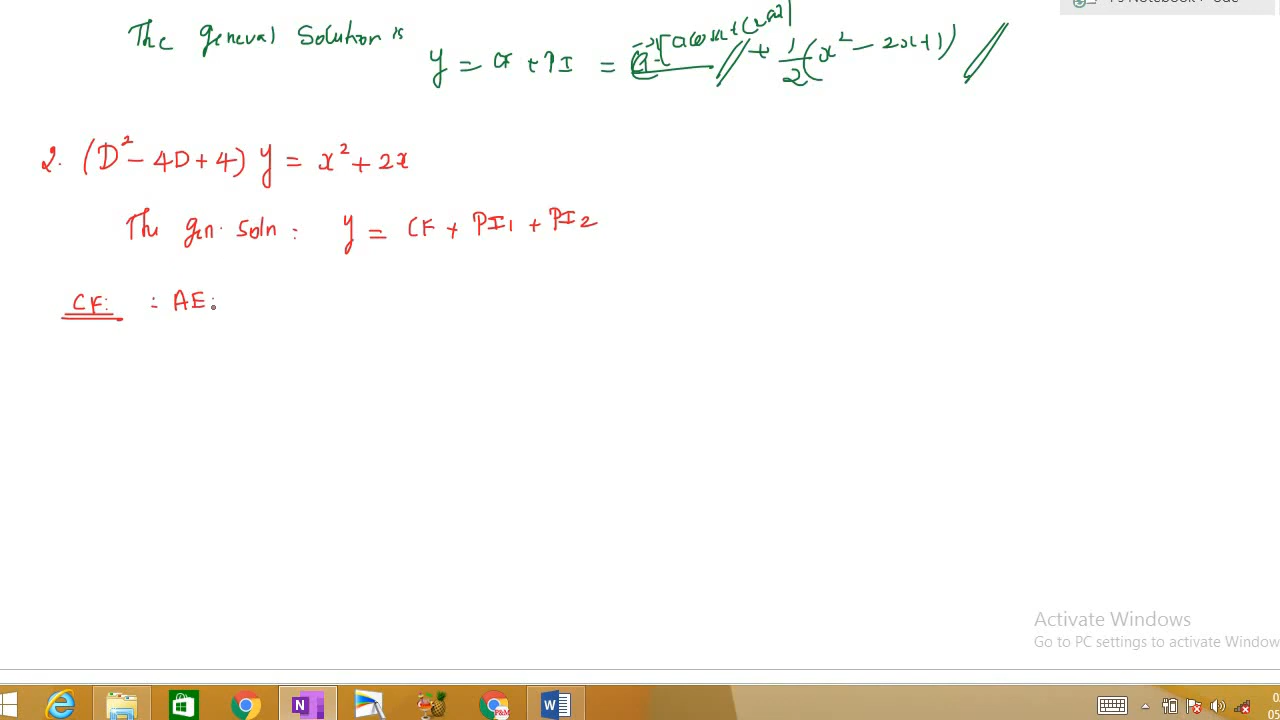 The general Solution is
y = CF + PI = + 1/2 (x² - 2x + 1) //
2. (D² - 4D + 4) y = x² + 2x
The gen. soln : y = CF + PI1 + PI2
CF: : AE:
Activate Windows
Go to PC settings to activate Window